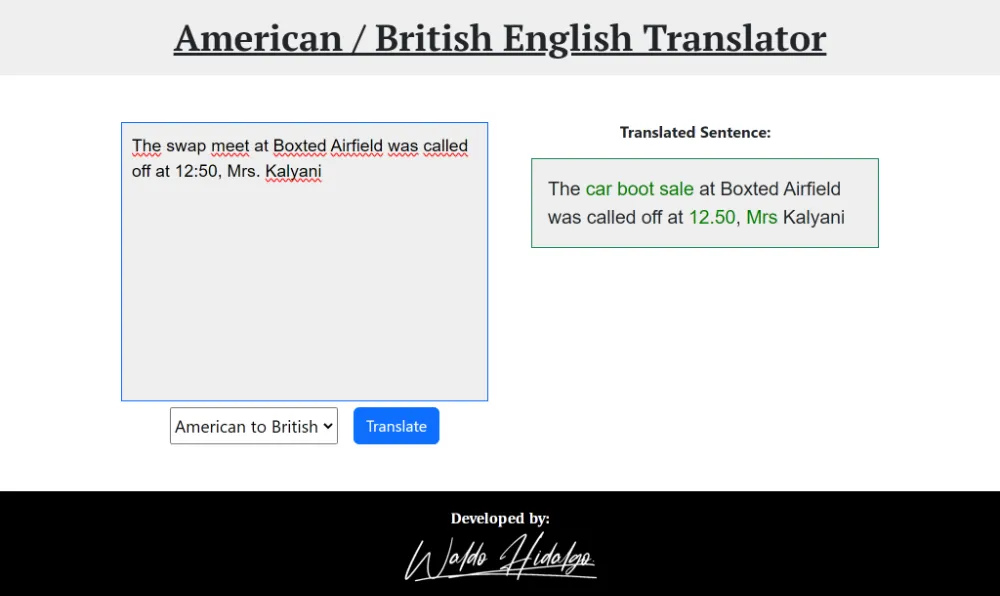 American / British English Translator
The swap meet at Boxted Airfield was called
off at 12:50, Mrs. Kalyani
Translated Sentence:
The car boot sale at Boxted Airfield
was called off at 12.50, Mrs Kalyani
American to British
Translate
Developed by:
Waldo Hidalgo.